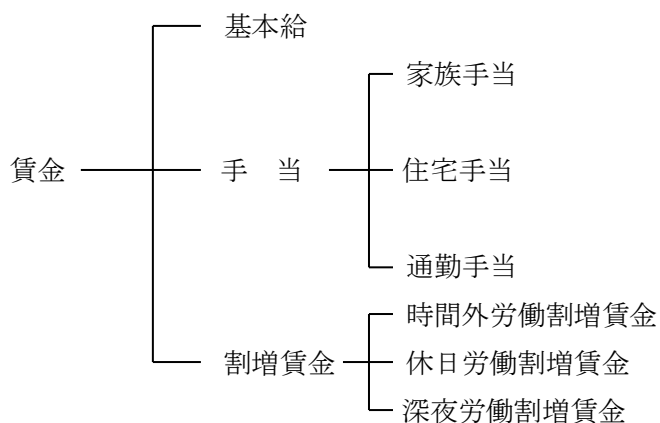 基本給
家族手当
賃金
手　当
住宅手当
通勤手当
時間外労働割増賃金
割増賃金
休日労働割増賃金
深夜労働割増賃金